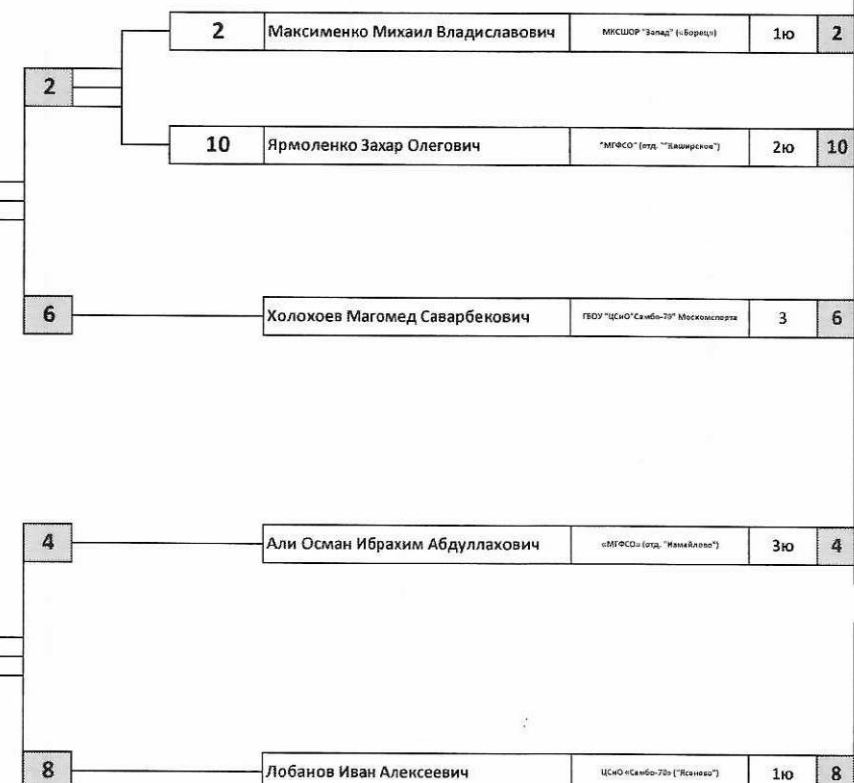 2 Максименко Михаил Владиславович МКСШОР "Запад" («Борец») 1ю 2
2
10 Ярмоленко Захар Олегович "МГФСО" (отд. ""Каширское") 2ю 10
6 Холохоев Магомед Саварбекович ГБОУ "ЦСиО"Самбо-70" Москомспорта 3 6
4 Али Осман Ибрахим Абдуллахович «МГФСО» (отд. "Измайлово") 3ю 4
8 Лобанов Иван Алексеевич ЦСиО «Самбо-70» ("Ясенево") 1ю 8